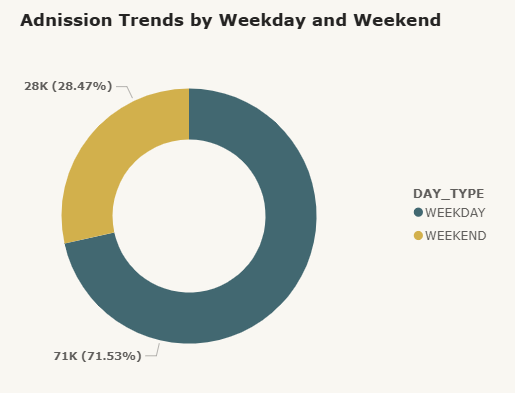 Adnission Trends by Weekday and Weekend
28K (28.47%)
DAY_TYPE
WEEKDAY
WEEKEND
71K (71.53%)